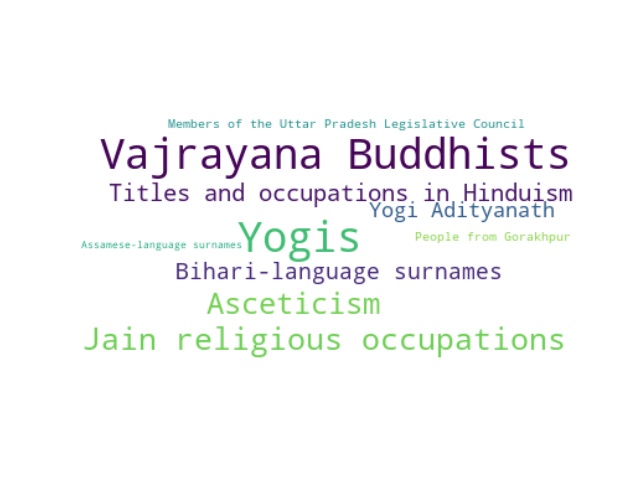 Members of the Uttar Pradesh Legislative Council
Vajrayana Buddhists
Titles and occupations in Hinduism
Yogi Adityanath
Yogis
People from Gorakhpur
Assamese-language surnames
Bihari-language surnames
Asceticism
Jain religious occupations